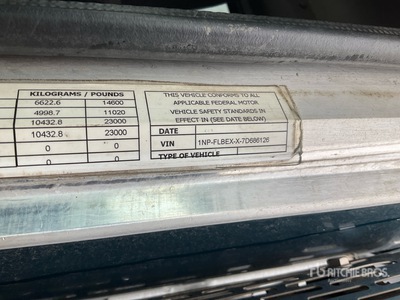 KILOGRAMS / POUNDS
6622.6 14600
4998.7 11020
10432.8 23000
10432.8 23000
0 0
0 0
THIS VEHICLE CONFORMS TO ALL
APPLICABLE FEDERAL MOTOR
VEHICLE SAFETY STANDARDS IN
EFFECT IN (SEE DATE BELOW)
DATE
VIN 1NP-FLBEX-X-7D686126
TYPE OF VEHICLE
RITCHIE BROS.